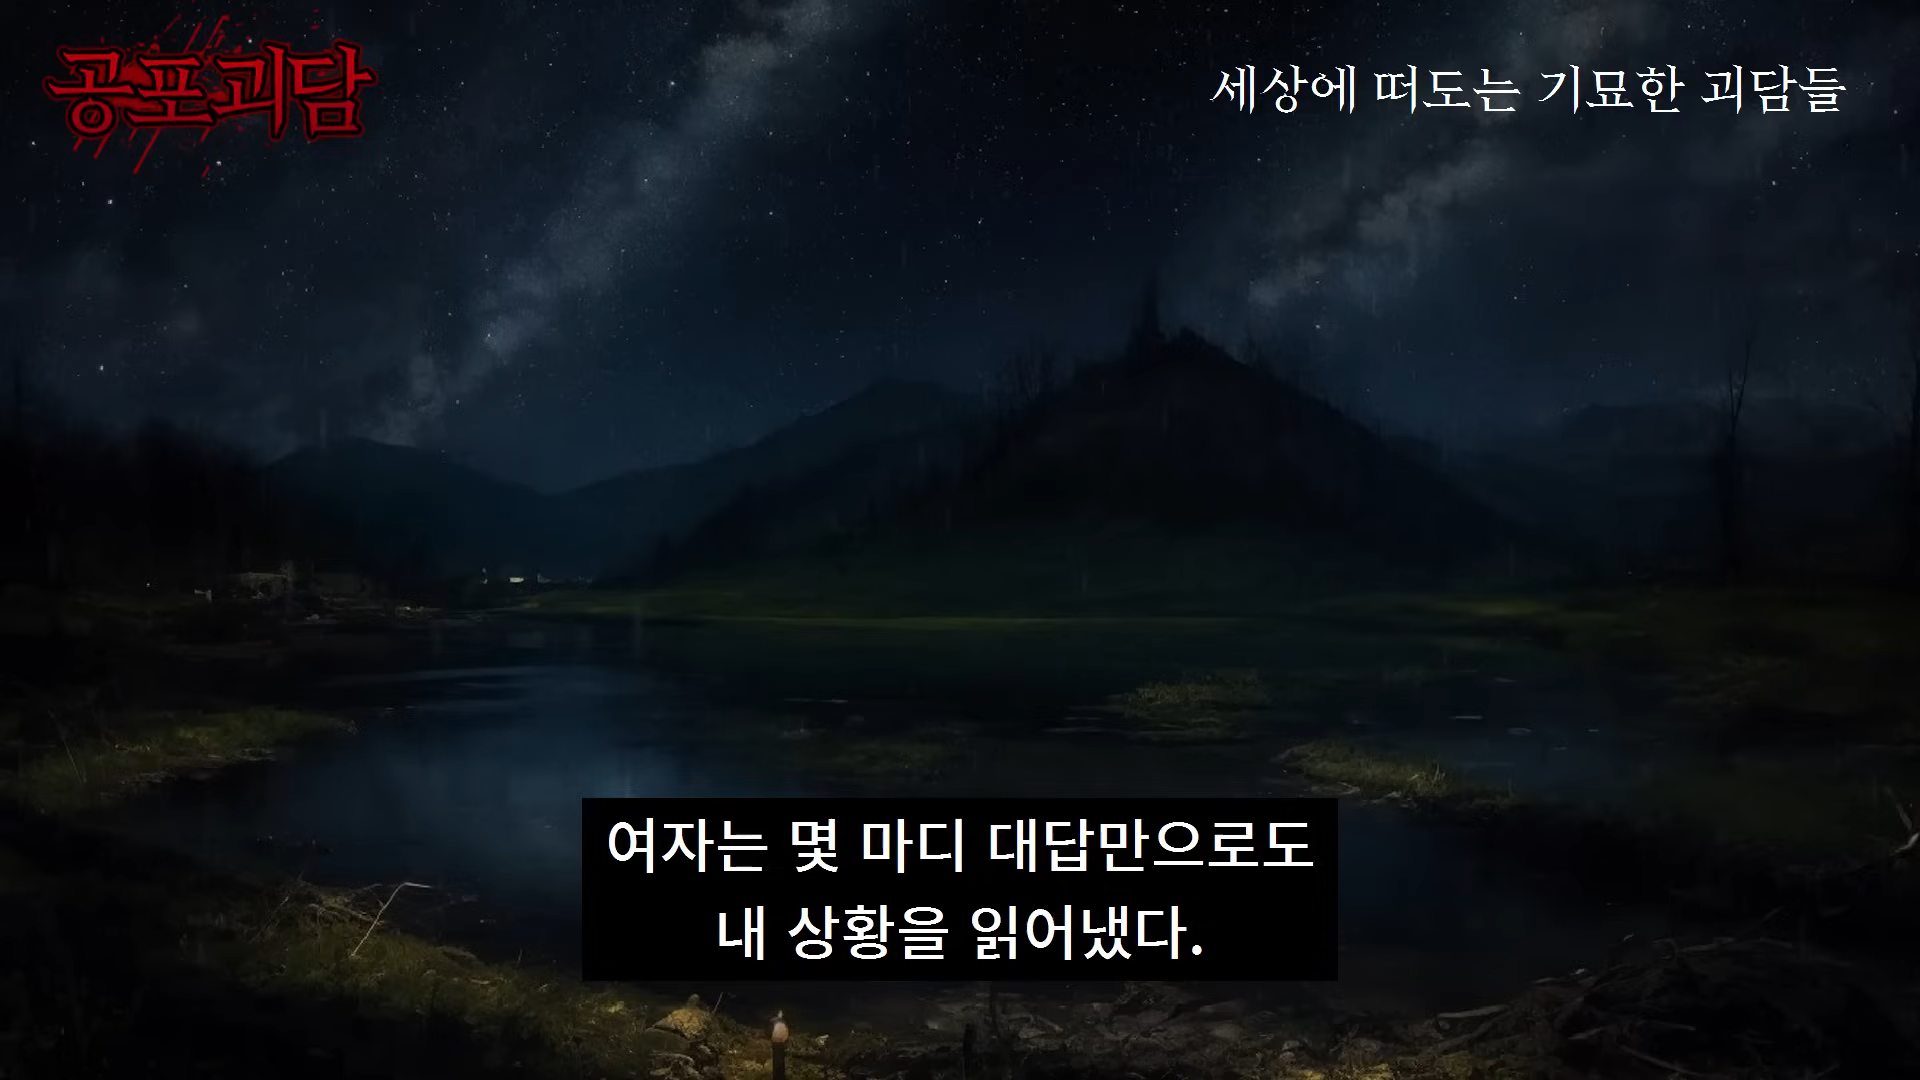 공포괴담
세상에 떠도는 기묘한 괴담들
여자는 몇 마디 대답만으로도
내 상황을 읽어냈다.